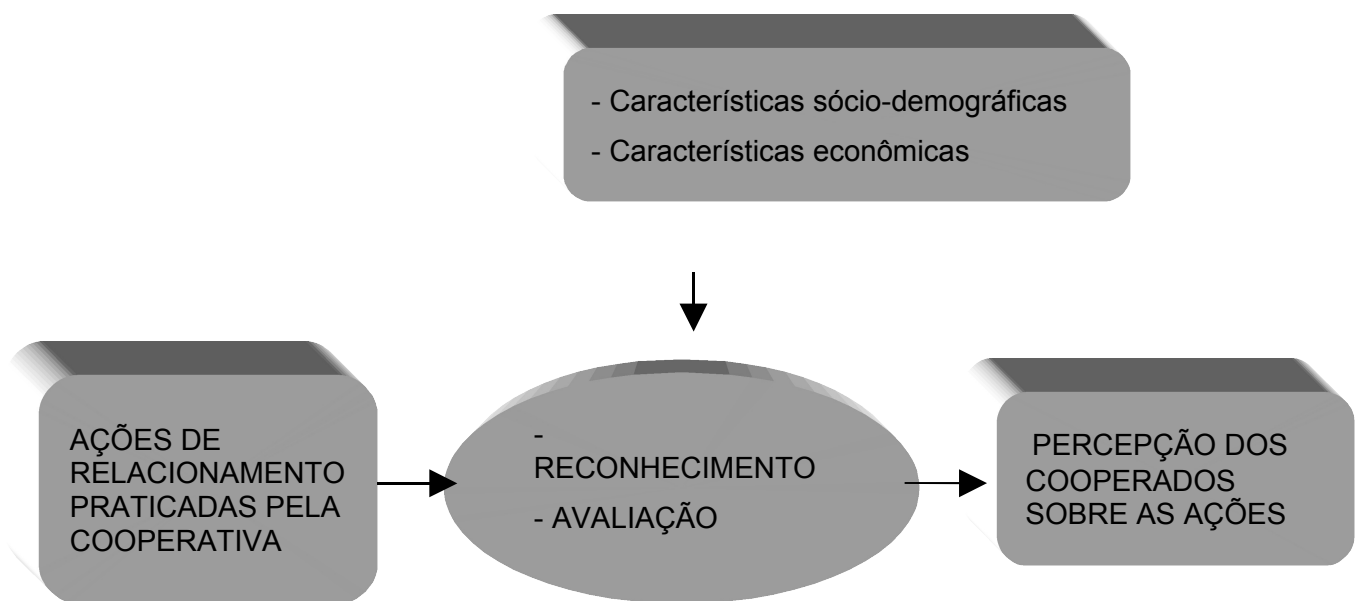 - Características sócio-demográficas
- Características econômicas
AÇÕES DE
RELACIONAMENTO
PRATICADAS PELA
COOPERATIVA
-
RECONHECIMENTO
- AVALIAÇÃO
PERCEPÇÃO DOS
COOPERADOS
SOBRE AS AÇÕES